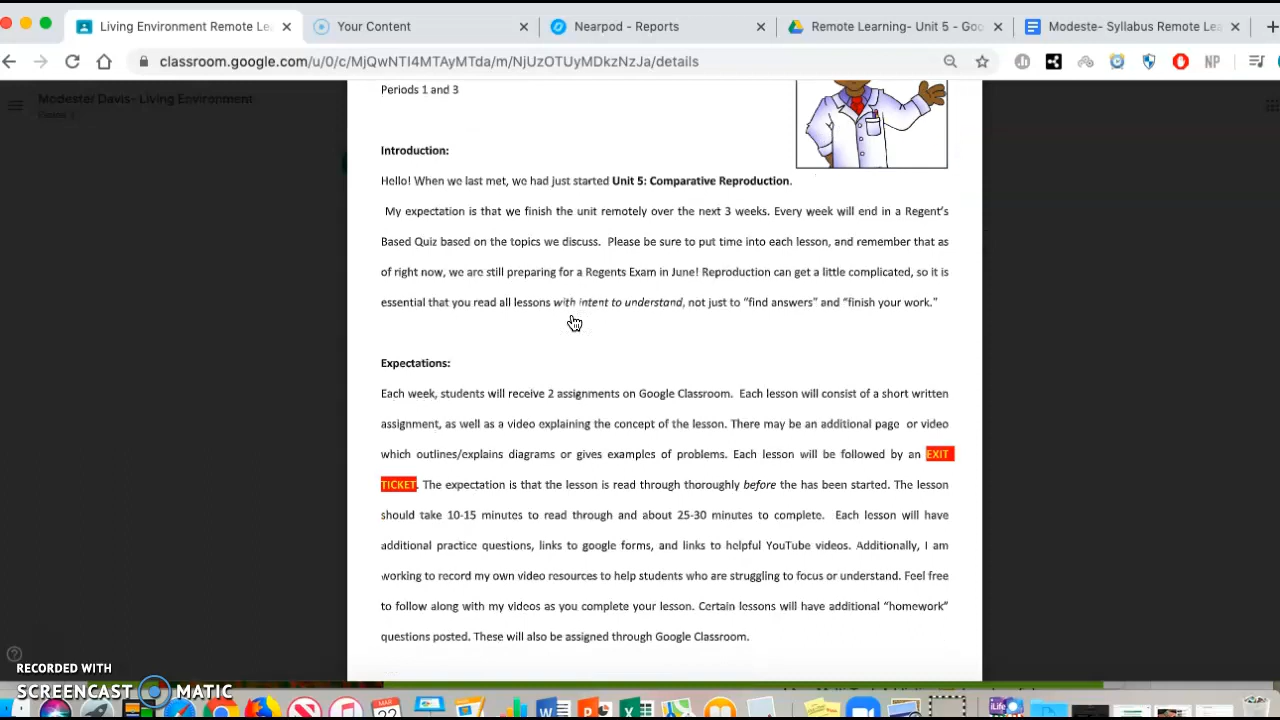 Living Environment Remote Le
Your Content
Nearpod - Reports
Remote Learning- Unit 5 - Goo
Modeste- Syllabus Remote Lea
classroom.google.com/u/0/c/MjQwNTI4MTAyMTda/m/NjUzOTUyMDkzNzJa/details
NP
Modeste/ Davis- Living Environment
Periods 1 and 3
Introduction:
Hello! When we last met, we had just started Unit 5: Comparative Reproduction.
My expectation is that we finish the unit remotely over the next 3 weeks. Every week will end in a Regent's
Based Quiz based on the topics we discuss. Please be sure to put time into each lesson, and remember that as
of right now, we are still preparing for a Regents Exam in June! Reproduction can get a little complicated, so it is
essential that you read all lessons with intent to understand, not just to “find answers” and “finish your work.”
Expectations:
Each week, students will receive 2 assignments on Google Classroom. Each lesson will consist of a short written
assignment, as well as a video explaining the concept of the lesson. There may be an additional page or video
which outlines/explains diagrams or gives examples of problems. Each lesson will be followed by an EXIT
TICKET. The expectation is that the lesson is read through thoroughly before the has been started. The lesson
should take 10-15 minutes to read through and about 25-30 minutes to complete. Each lesson will have
additional practice questions, links to google forms, and links to helpful YouTube videos. Additionally, I am
working to record my own video resources to help students who are struggling to focus or understand. Feel free
to follow along with my videos as you complete your lesson. Certain lessons will have additional “homework”
questions posted. These will also be assigned through Google Classroom.
RECORDED WITH
SCREENCAST MATIC